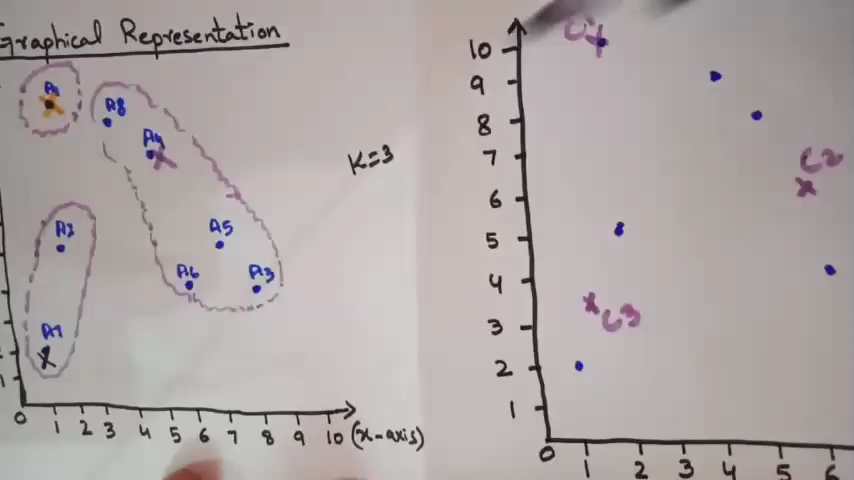 Graphical Representation
A1
A8
A4
K=3
A2
A5
A6
A3
A7
1
0
1 2 3 4 5 6 7 8 9 10 (x-axis)
C1
10
9
8
7
C2
6
5
4
3
C3
2
1
0
1 2 3 4 5 6